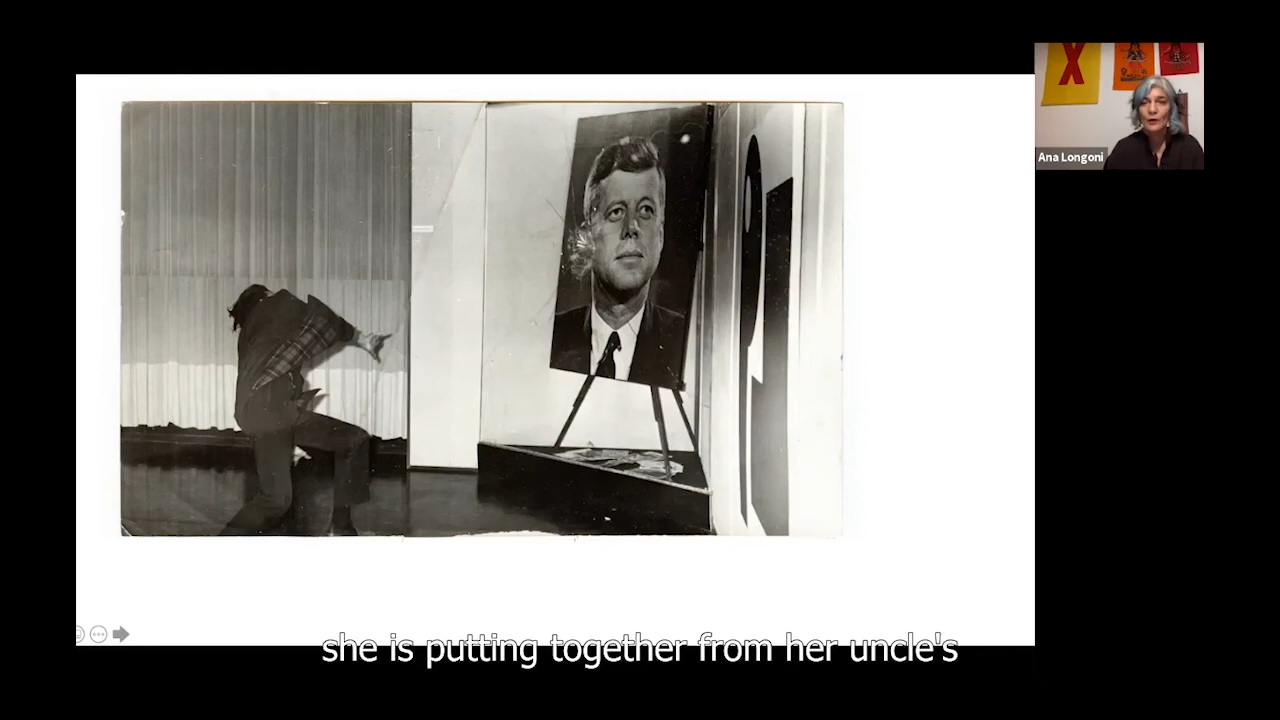 X
Ana Longoni
she is putting together from her uncle's